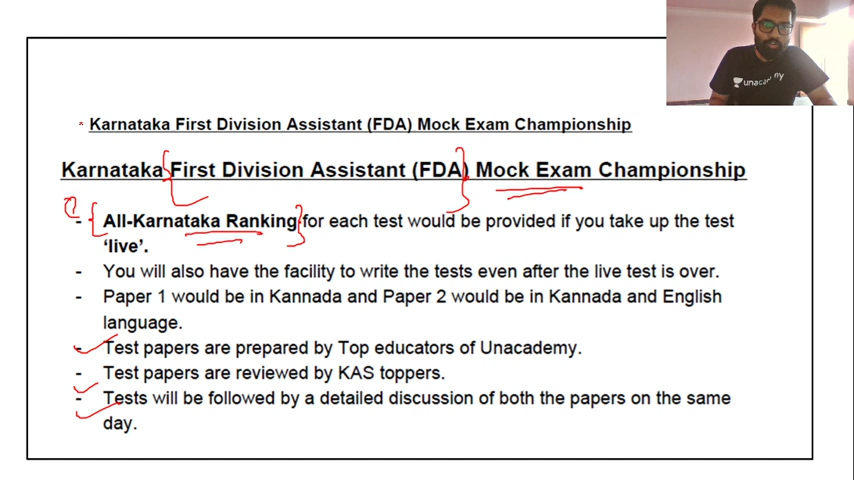 unacademy
Karnataka First Division Assistant (FDA) Mock Exam Championship
Karnataka First Division Assistant (FDA) Mock Exam Championship
- All-Karnataka Ranking for each test would be provided if you take up the test
‘live’.
- You will also have the facility to write the tests even after the live test is over.
- Paper 1 would be in Kannada and Paper 2 would be in Kannada and English
language.
- Test papers are prepared by Top educators of Unacademy.
- Test papers are reviewed by KAS toppers.
- Tests will be followed by a detailed discussion of both the papers on the same
day.